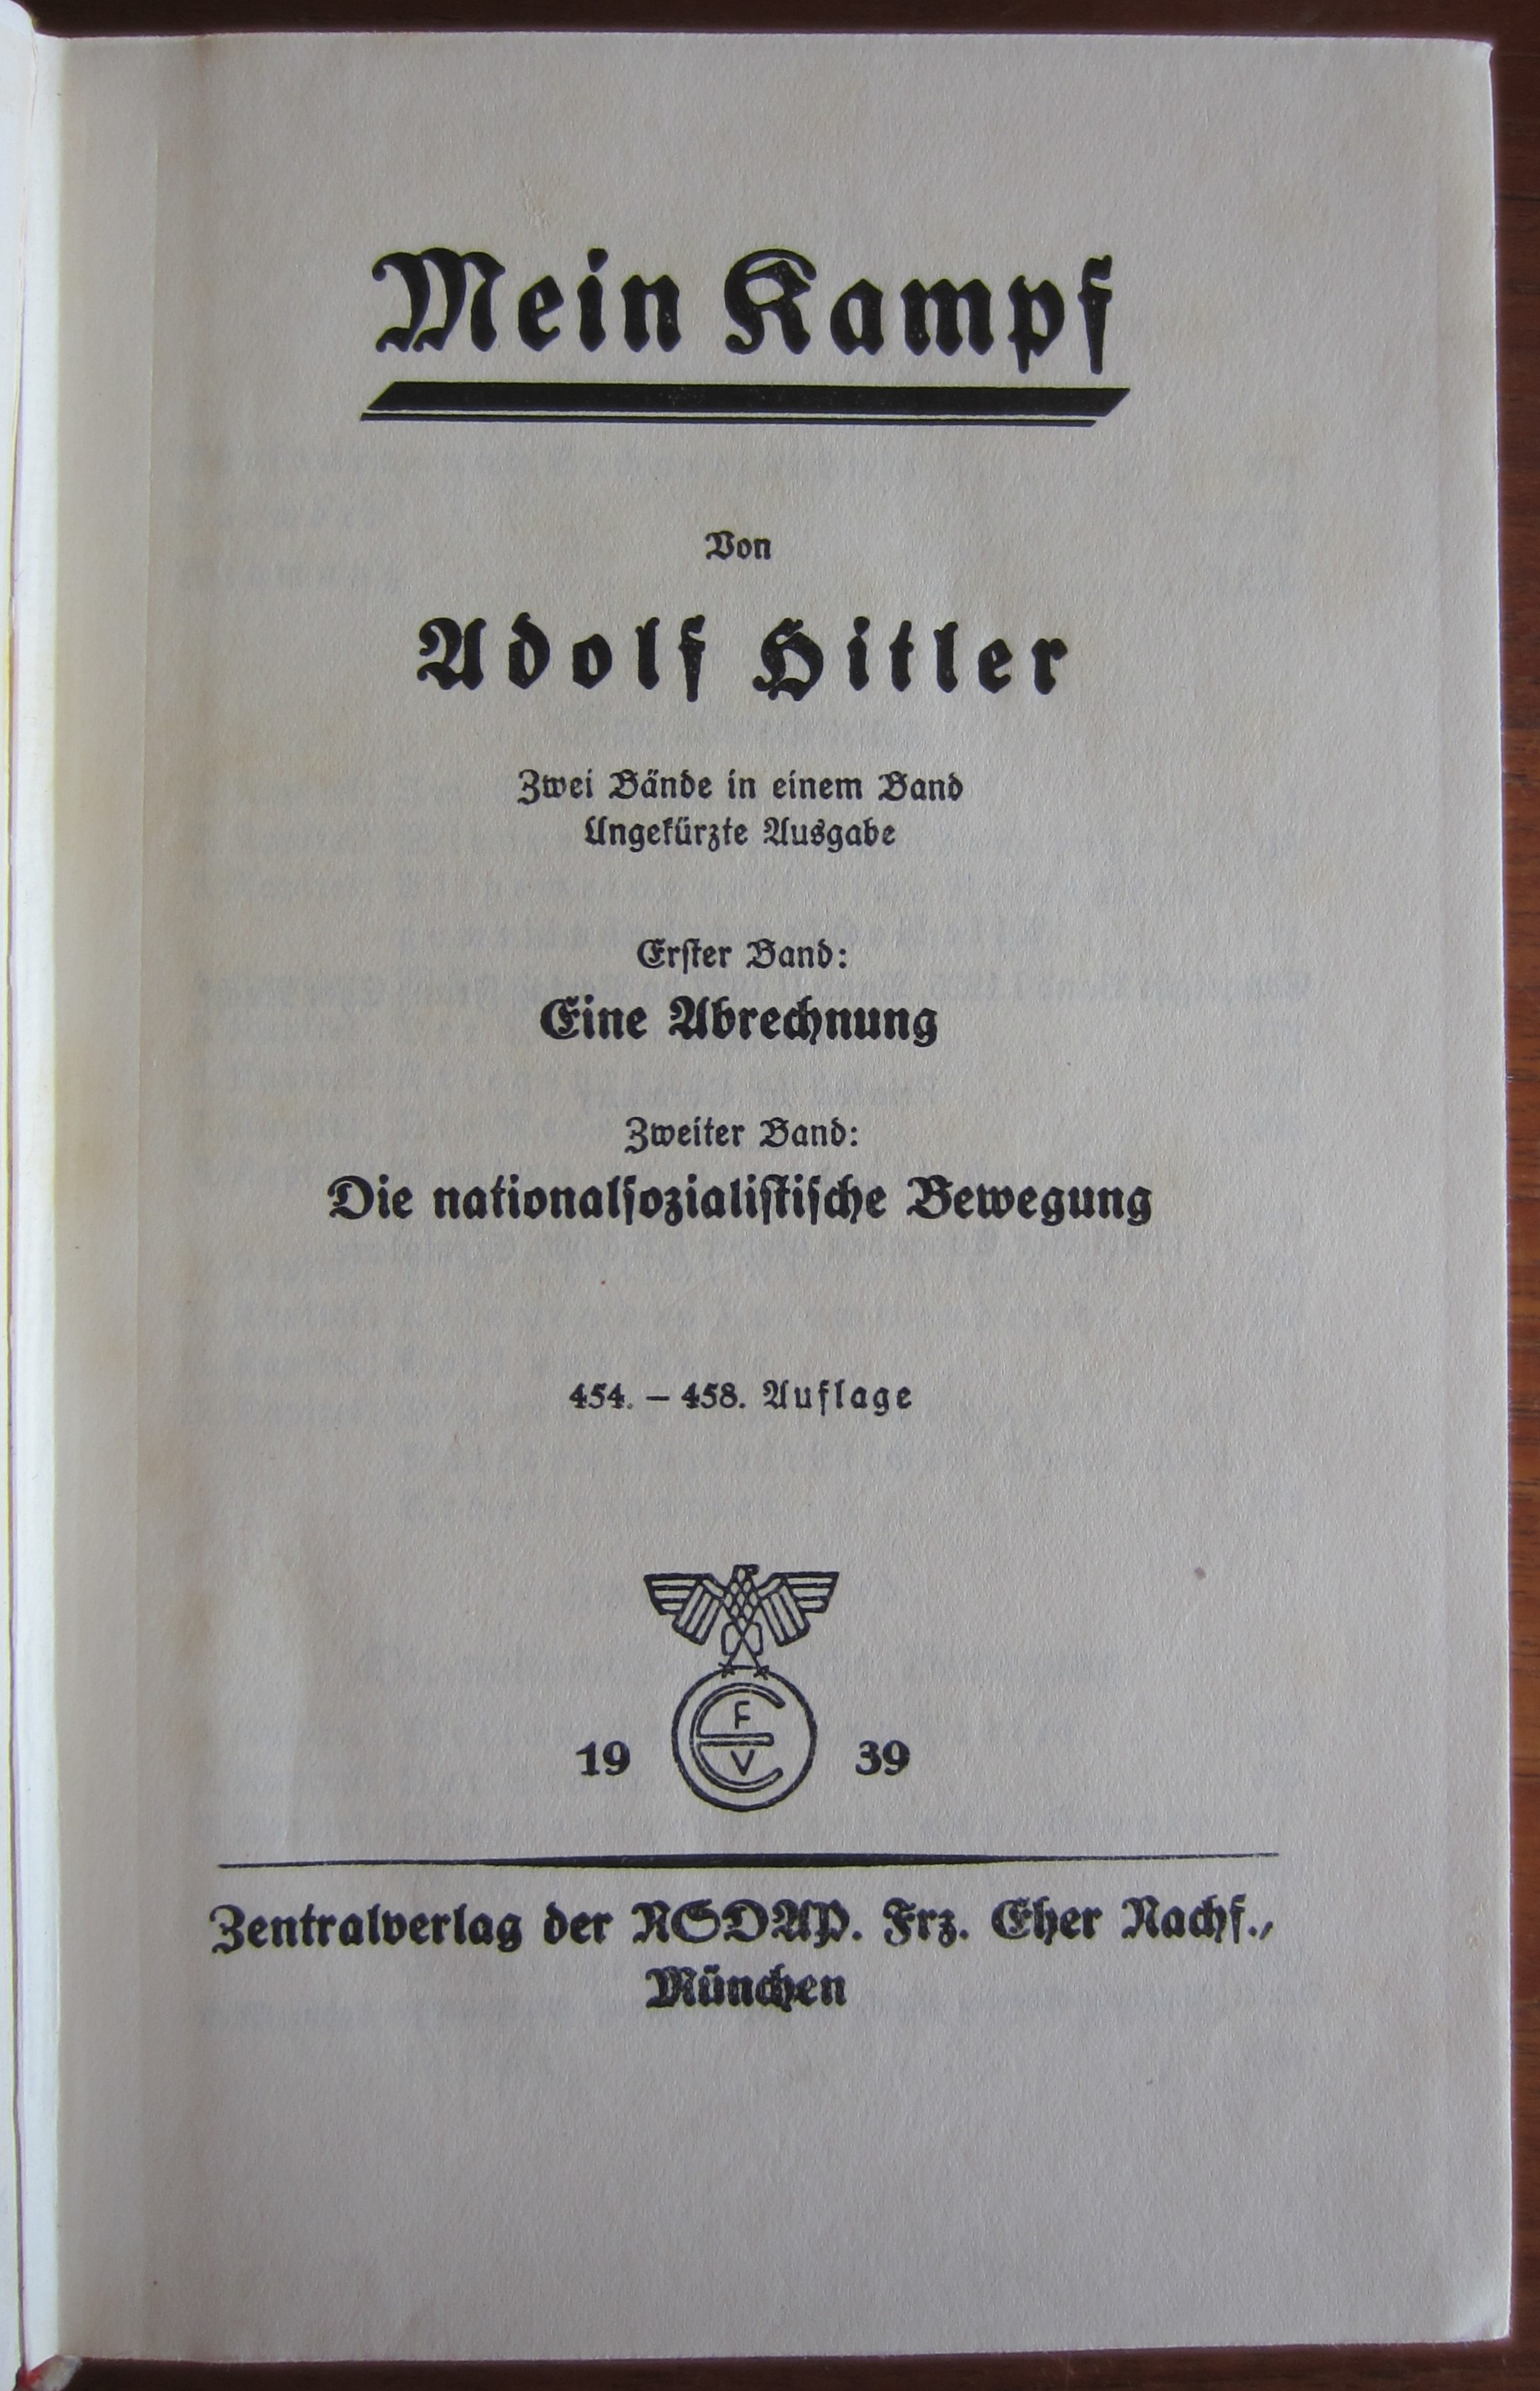 Mein Kampf
Von
Adolf Hitler
Zwei Bände in einem Band
Ungekürzte Ausgabe
Erster Band:
Eine Abrechnung
Zweiter Band:
Die nationalsozialistische Bewegung
454. – 458. Auflage
F
E
V
19 39
Zentralverlag der NSDAP. Frz. Eher Nachf.,
München